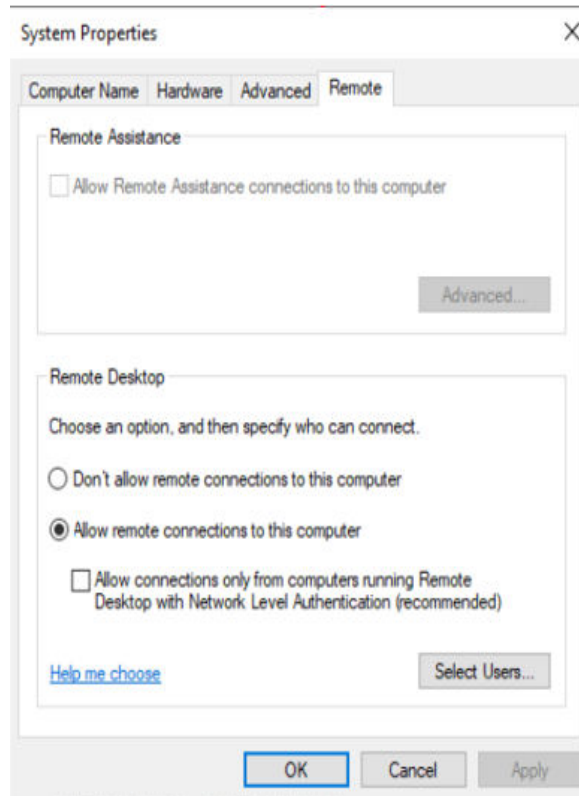 System Properties
Computer Name Hardware Advanced Remote
Remote Assistance
Allow Remote Assistance connections to this computer
Advanced...
Remote Desktop
Choose an option, and then specify who can connect.
Don't allow remote connections to this computer
Allow remote connections to this computer
Allow connections only from computers running Remote
Desktop with Network Level Authentication (recommended)
Help me choose Select Users...
OK Cancel Apply